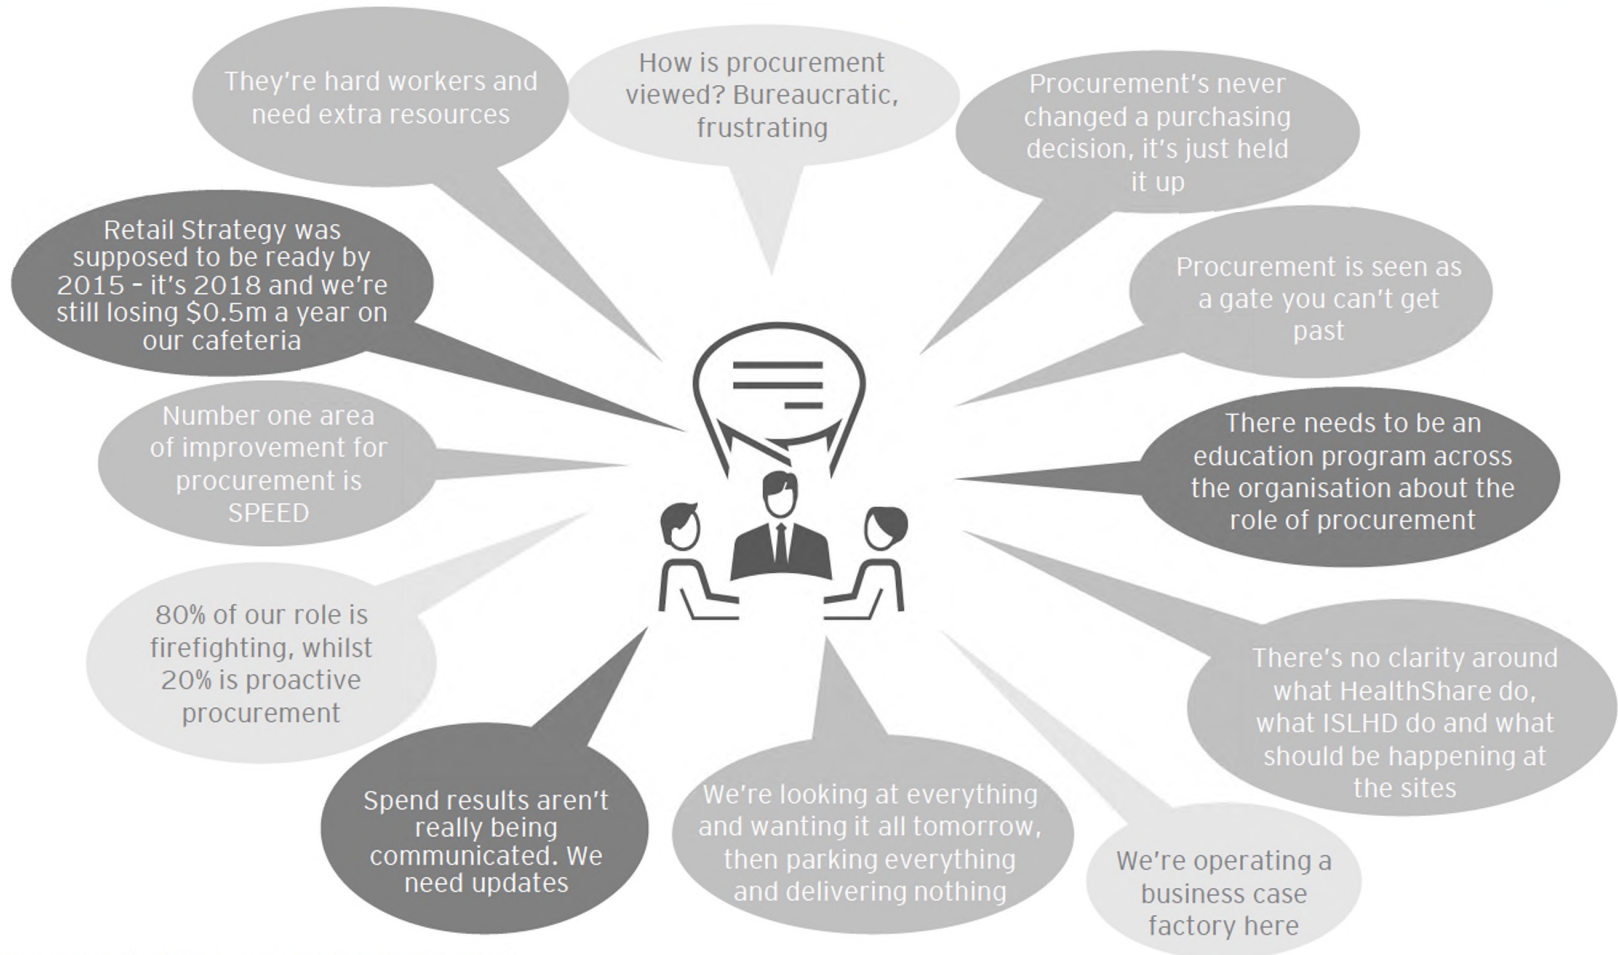 They're hard workers and
need extra resources
How is procurement
viewed? Bureaucratic,
frustrating
Procurement's never
changed a purchasing
decision, it's just held
it up
Retail Strategy was
supposed to be ready by
2015 – it's 2018 and we're
still losing $0.5m a year on
our cafeteria
Procurement is seen as
a gate you can't get
past
Number one area
of improvement for
procurement is
SPEED
There needs to be an
education program across
the organisation about the
role of procurement
80% of our role is
firefighting, whilst
20% is proactive
procurement
There's no clarity around
what HealthShare do,
what ISLHD do and what
should be happening at
the sites
Spend results aren't
really being
communicated. We
need updates
We're looking at everything
and wanting it all tomorrow,
then parking everything
and delivering nothing
We're operating a
business case
factory here